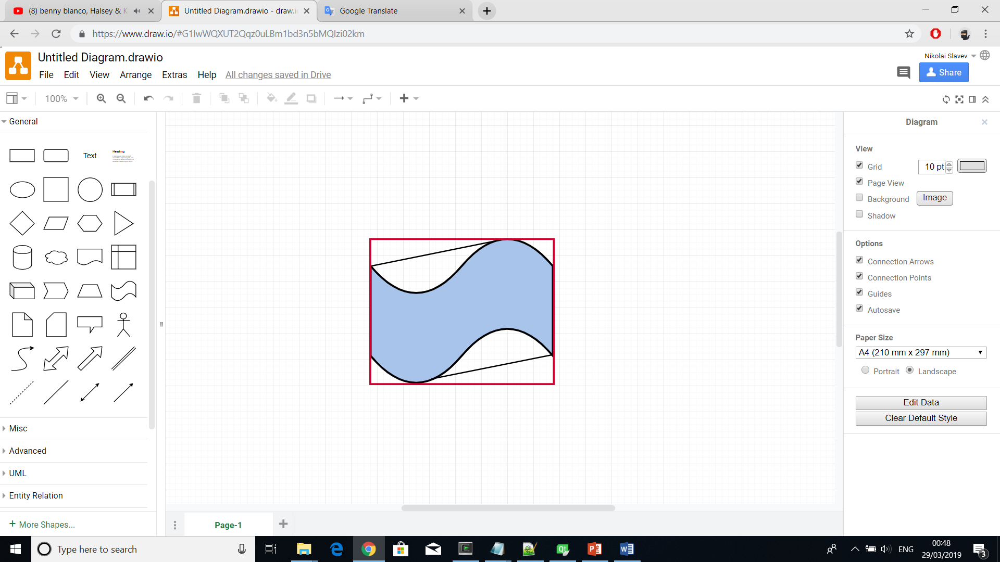 (8) benny blanco, Halsey & K
Untitled Diagram.drawio - draw.i
Google Translate
https://www.draw.io/#G1IwWQXUT2Qqz0uLBm1bd3n5bMQIzi02km
Untitled Diagram.drawio
Nikolai Slavev
File Edit View Arrange Extras Help All changes saved in Drive
Share
100%
General
Diagram
Text
Heading
View
Grid
10 pt
Page View
Background
Image
Shadow
Options
Connection Arrows
Connection Points
Guides
Autosave
Paper Size
A4 (210 mm x 297 mm)
Portrait
Landscape
Edit Data
Clear Default Style
Misc
Advanced
UML
Entity Relation
+ More Shapes...
Page-1
Type here to search
ENG
00:48
29/03/2019
3